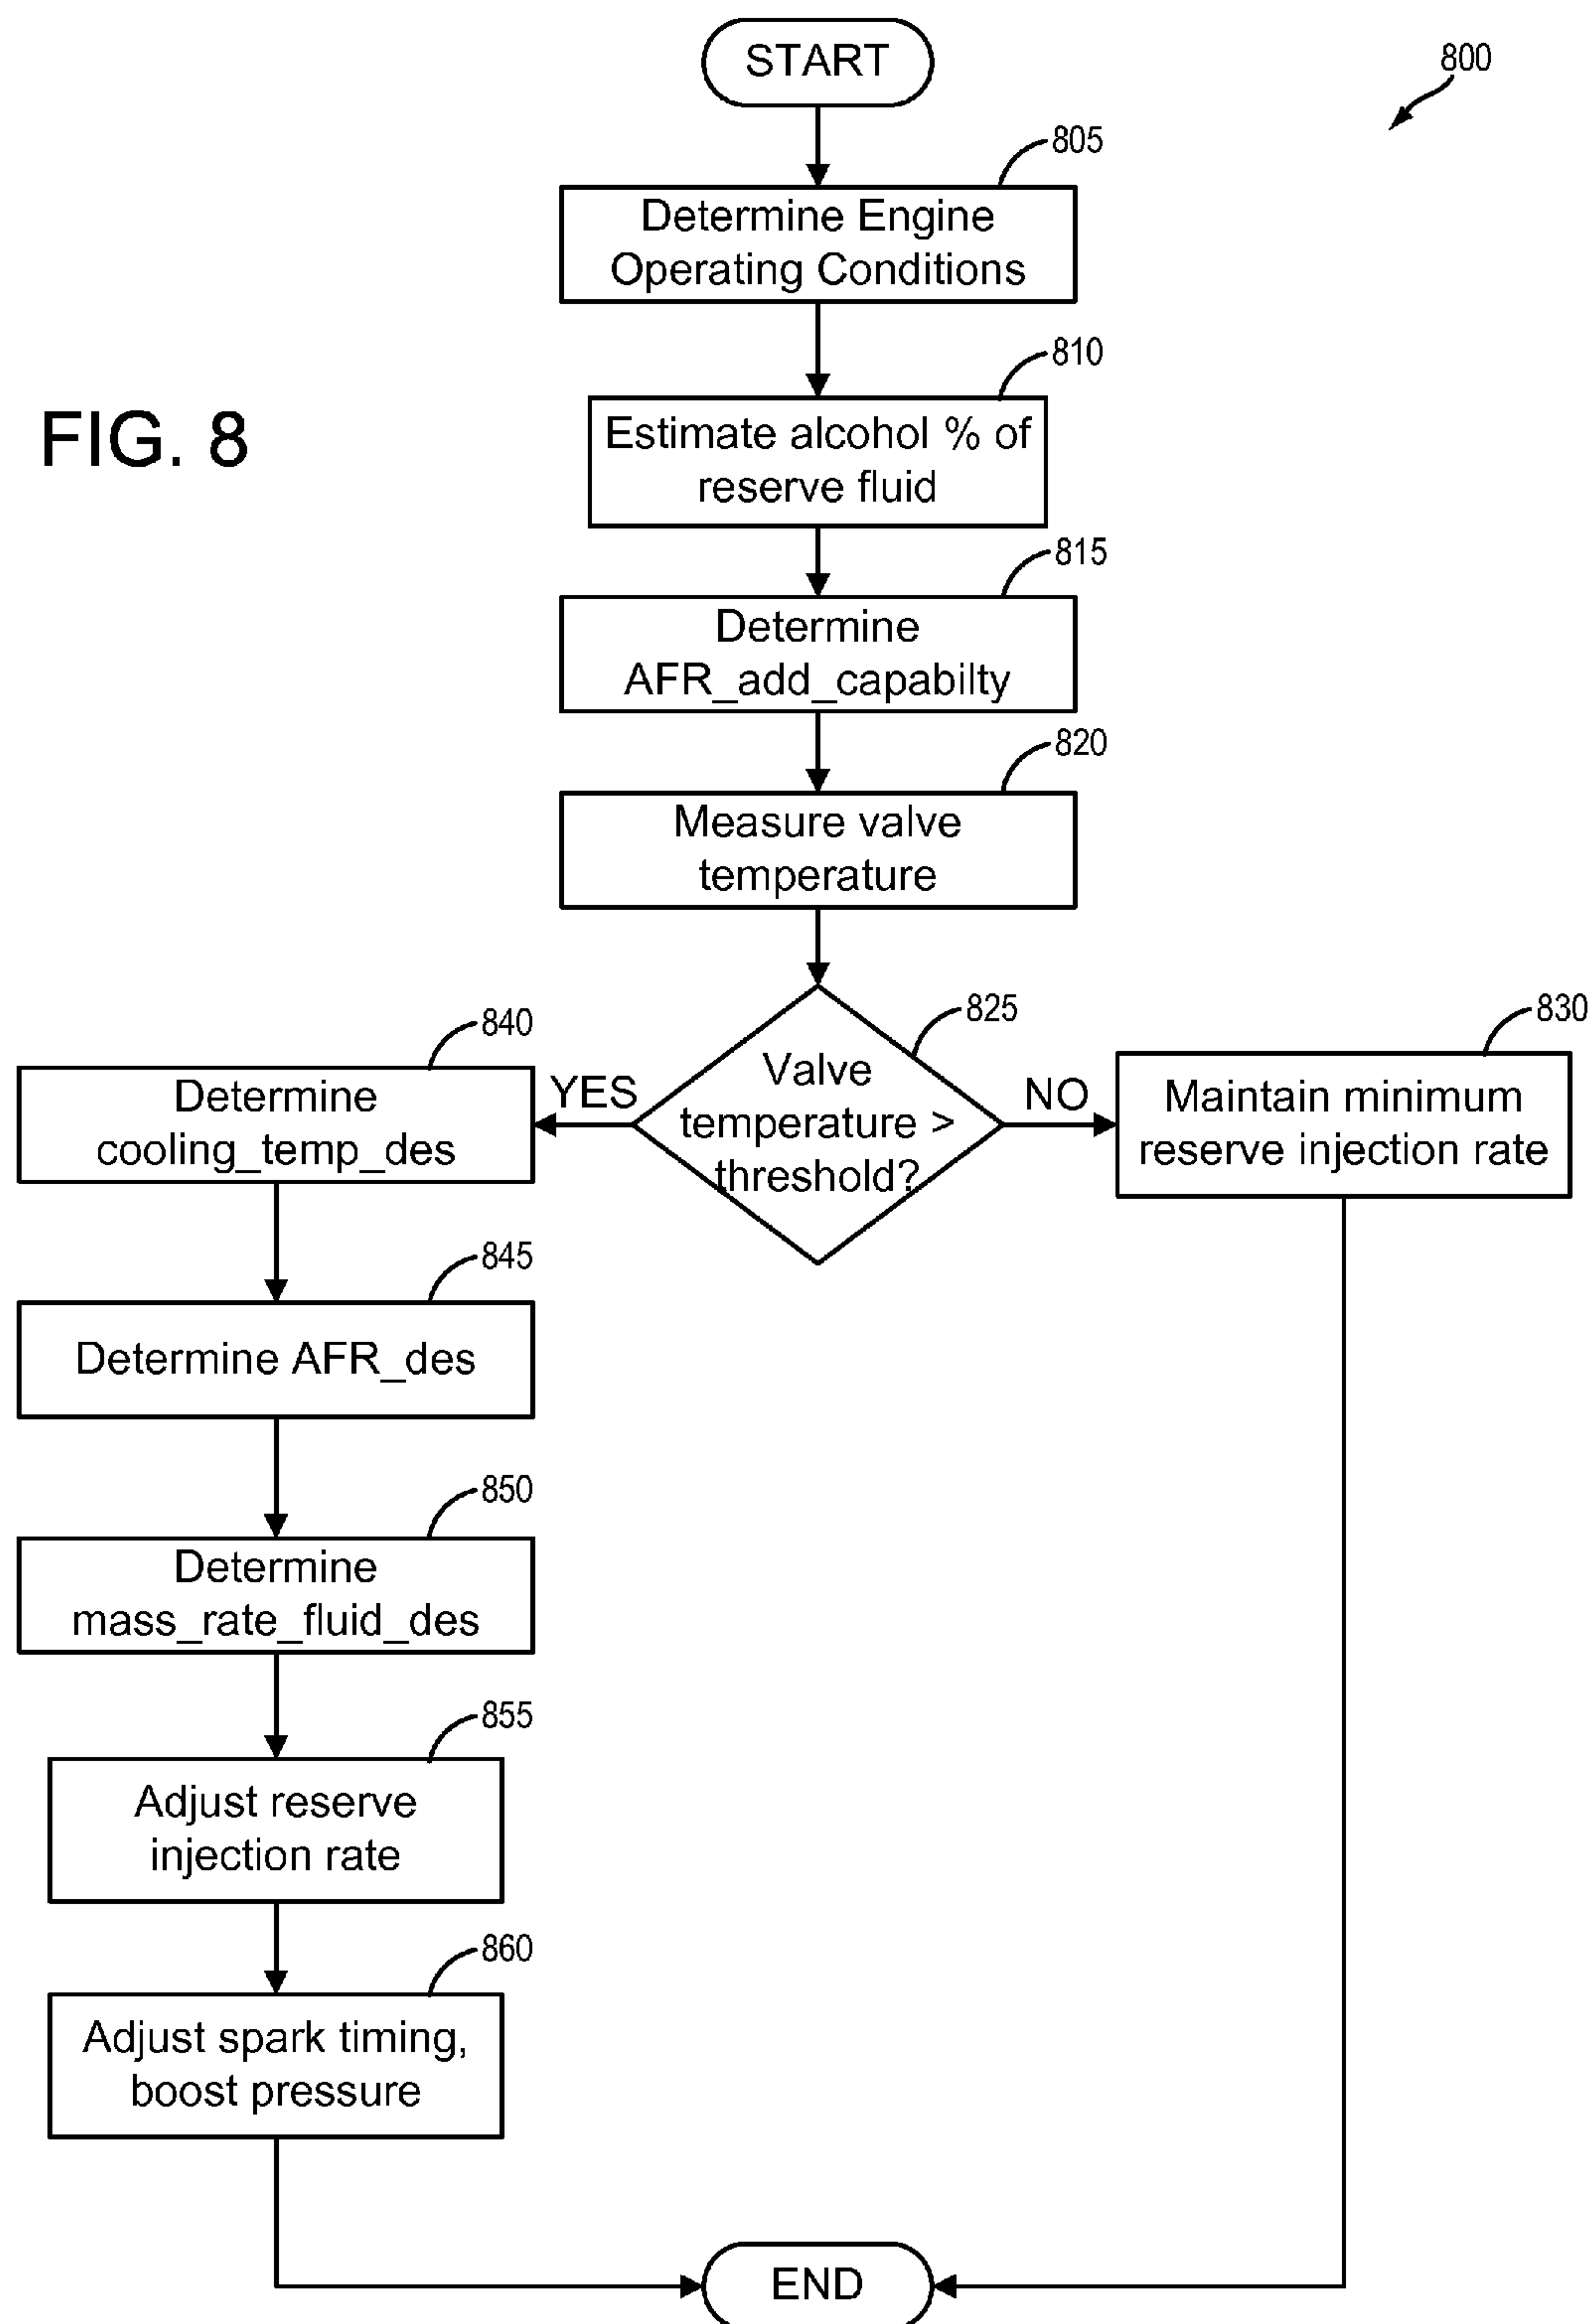 START
800
805
Determine Engine
Operating Conditions
810
FIG. 8
Estimate alcohol % of
reserve fluid
815
Determine
AFR_add_capabilty
820
Measure valve
temperature
825
Valve
temperature >
threshold?
YES
NO
830
Maintain minimum
reserve injection rate
840
Determine
cooling_temp_des
845
Determine AFR_des
850
Determine
mass_rate_fluid_des
855
Adjust reserve
injection rate
860
Adjust spark timing,
boost pressure
END